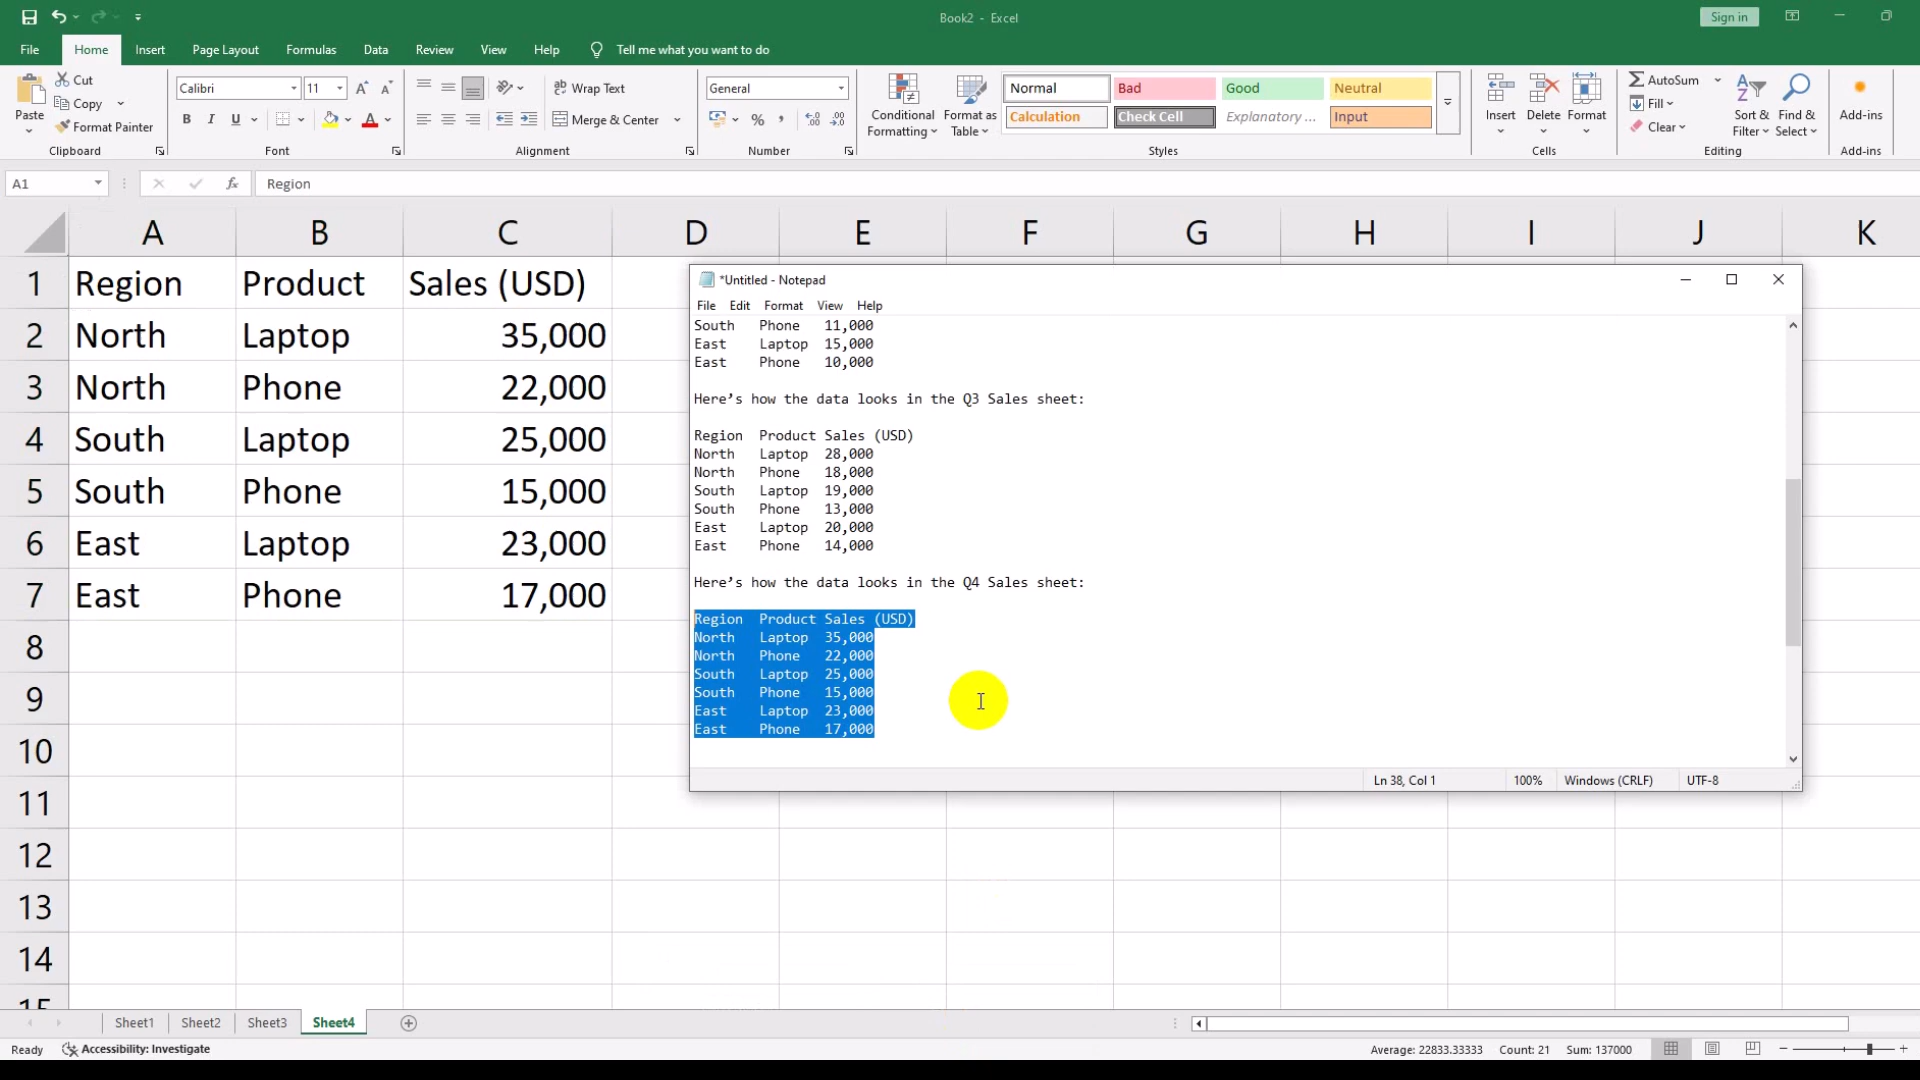 Book2 - Excel
Sign in
File Home Insert Page Layout Formulas Data Review View Help Tell me what you want to do
Paste
Cut
Copy
Format Painter
Clipboard
Calibri 11
B I U
Font
Wrap Text
Merge & Center
Alignment
General
Number
Conditional Formatting
Format as Table
Normal Bad Good Neutral
Calculation Check Cell Explanatory ... Input
Styles
Insert Delete Format
Cells
AutoSum
Fill
Clear
Sort & Filter
Find & Select
Editing
Add-ins
Add-ins
A1 fx Region
A B C D E F G H I J K
1 Region Product Sales (USD)
2 North Laptop 35,000
3 North Phone 22,000
4 South Laptop 25,000
5 South Phone 15,000
6 East Laptop 23,000
7 East Phone 17,000
8
9
10
11
12
13
14
15
*Untitled - Notepad
File Edit Format View Help
South Phone 11,000
East Laptop 15,000
East Phone 10,000
Here’s how the data looks in the Q3 Sales sheet:
Region Product Sales (USD)
North Laptop 28,000
North Phone 18,000
South Laptop 19,000
South Phone 13,000
East Laptop 20,000
East Phone 14,000
Here’s how the data looks in the Q4 Sales sheet:
Region Product Sales (USD)
North Laptop 35,000
North Phone 22,000
South Laptop 25,000
South Phone 15,000
East Laptop 23,000
East Phone 17,000
Ln 38, Col 1 100% Windows (CRLF) UTF-8
Sheet1 Sheet2 Sheet3 Sheet4
Ready Accessibility: Investigate Average: 22833.33333 Count: 21 Sum: 137000